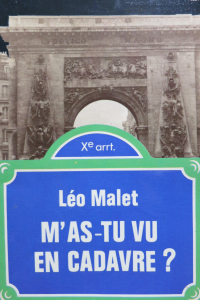 Xe arrt.
Léo Malet
M'AS-TU VU
EN CADAVRE ?